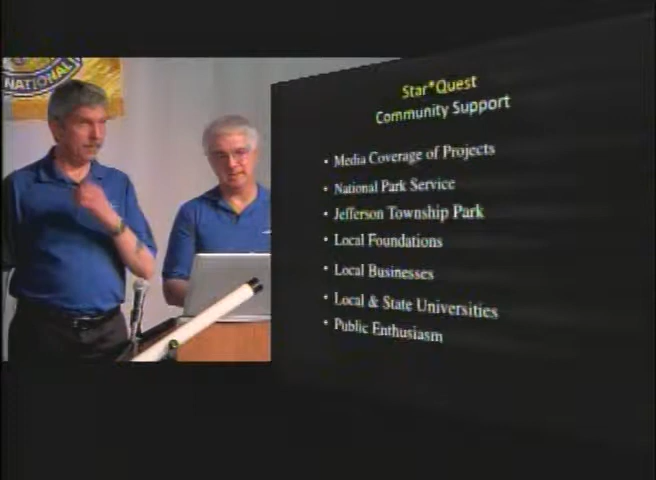 NATIONAL
Star*Quest
Community Support
• Media Coverage of Projects
• National Park Service
• Jefferson Township Park
• Local Foundations
• Local Businesses
• Local & State Universities
• Public Enthusiasm